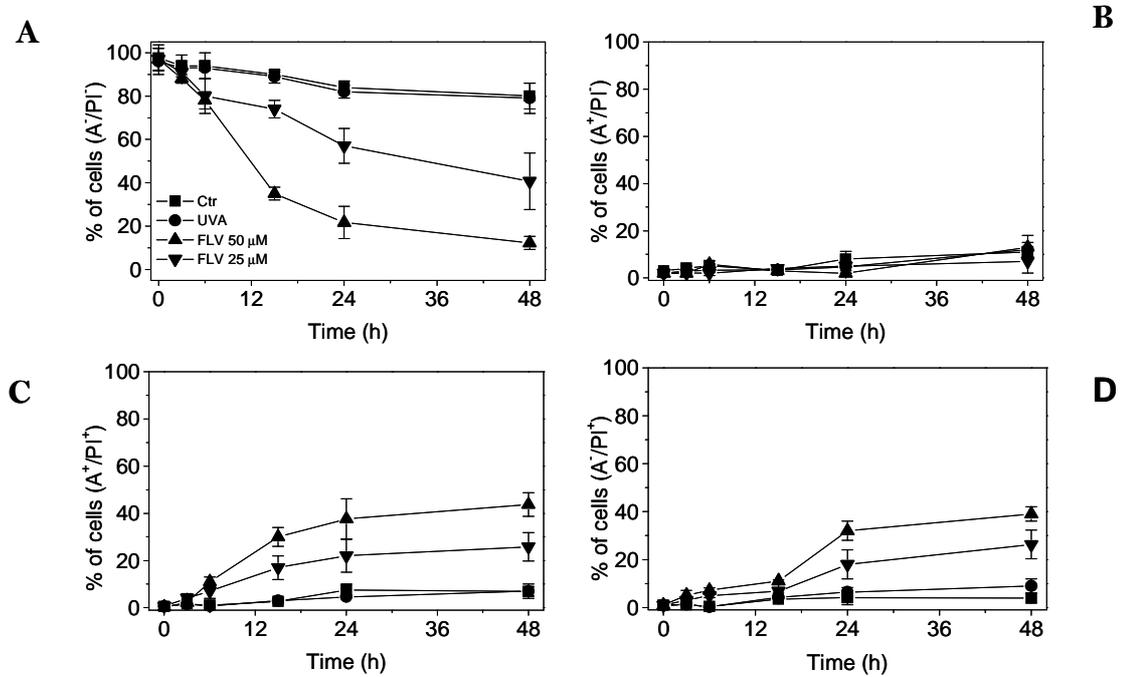 A
B
% of cells (A⁻/PI⁻)
100
80
60
40
20
0
Ctr
UVA
FLV 50 μM
FLV 25 μM
0 12 24 36 48
Time (h)
% of cells (A⁺/PI⁻)
100
80
60
40
20
0
0 12 24 36 48
Time (h)
C
D
% of cells (A⁺/PI⁺)
100
80
60
40
20
0
0 12 24 36 48
Time (h)
% of cells (A⁻/PI⁺)
100
80
60
40
20
0
0 12 24 36 48
Time (h)